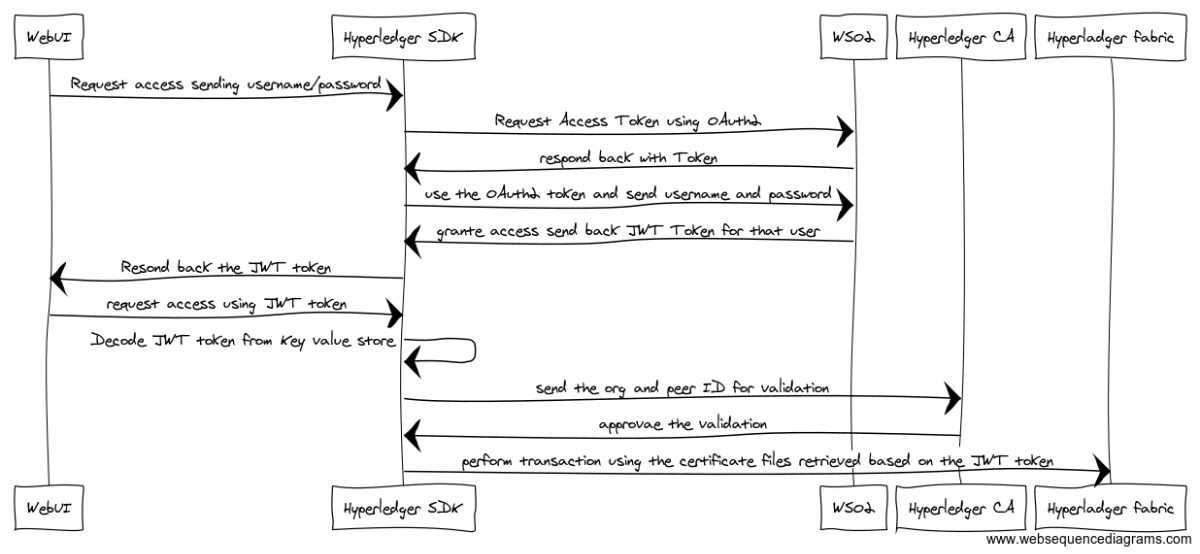 WebUI
Hyperledger SDK
WSO2
Hyperledger CA
Hyperladger fabric
Request access sending username/password
Request Access Token using OAuth2
respond back with Token
use the OAuth2 token and send username and password
grante access send back JWT Token for that user
Resond back the JWT token
request access using JWT token
Decode JWT token from key value store
send the org and peer ID for validation
approvae the validation
perform transaction using the certificate files retrieved based on the JWT token
WebUI
Hyperledger SDK
WSO2
Hyperledger CA
Hyperladger fabric
www.websequencediagrams.com